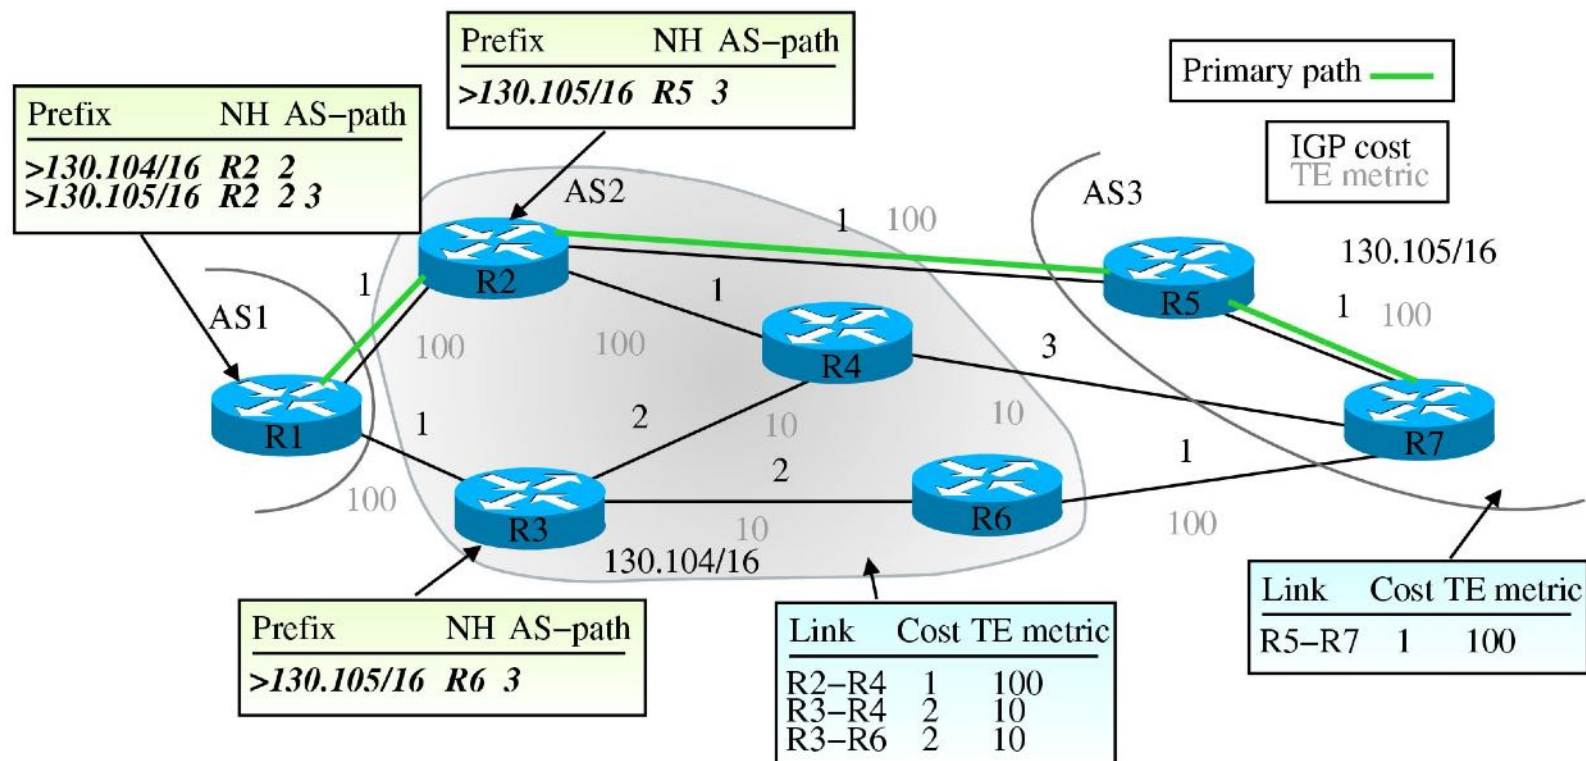 Prefix NH AS-path
>130.105/16 R5 3
Primary path
Prefix NH AS-path
>130.104/16 R2 2
>130.105/16 R2 2 3
IGP cost
TE metric
AS2
AS3
1 100
130.105/16
R2
R5
1
1
1 100
AS1
100
100
R4
3
R1
1
2
10
10
R7
2
1
100
R3
10
R6
100
130.104/16
Prefix NH AS-path
>130.105/16 R6 3
Link Cost TE metric
R2-R4 1 100
R3-R4 2 10
R3-R6 2 10
Link Cost TE metric
R5-R7 1 100